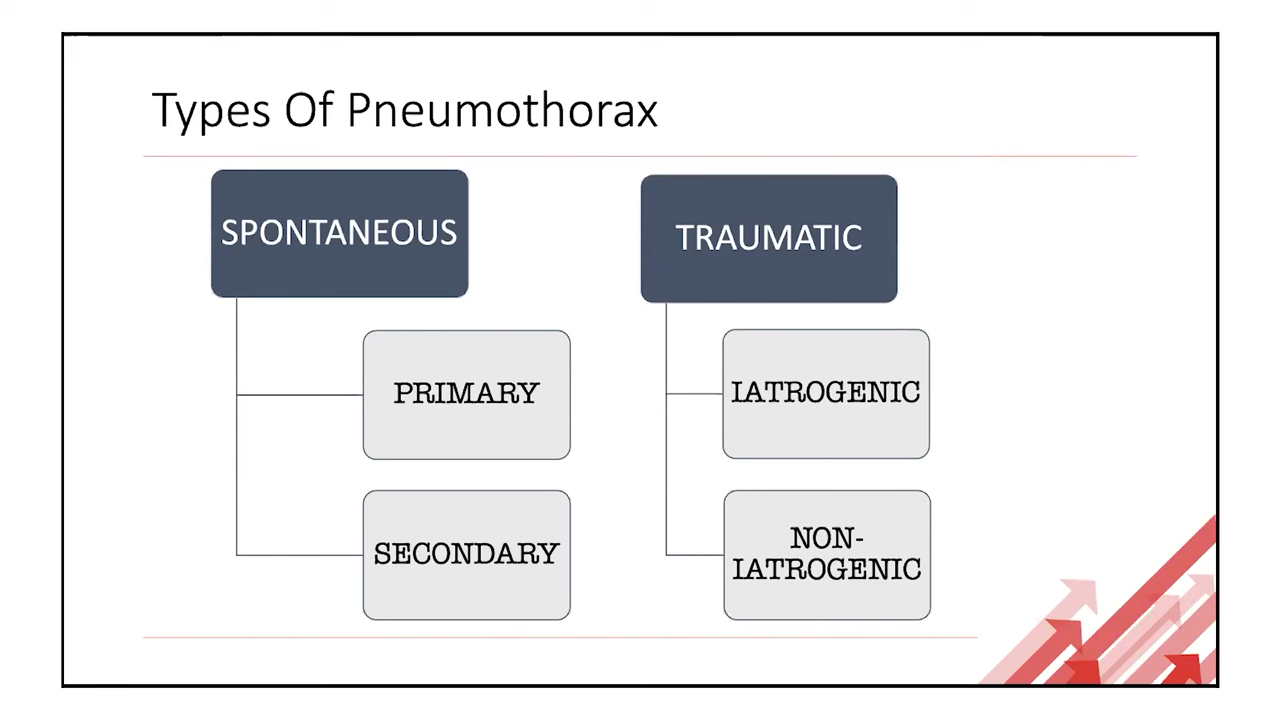 Types Of Pneumothorax
SPONTANEOUS
PRIMARY
SECONDARY
TRAUMATIC
IATROGENIC
NON-
IATROGENIC